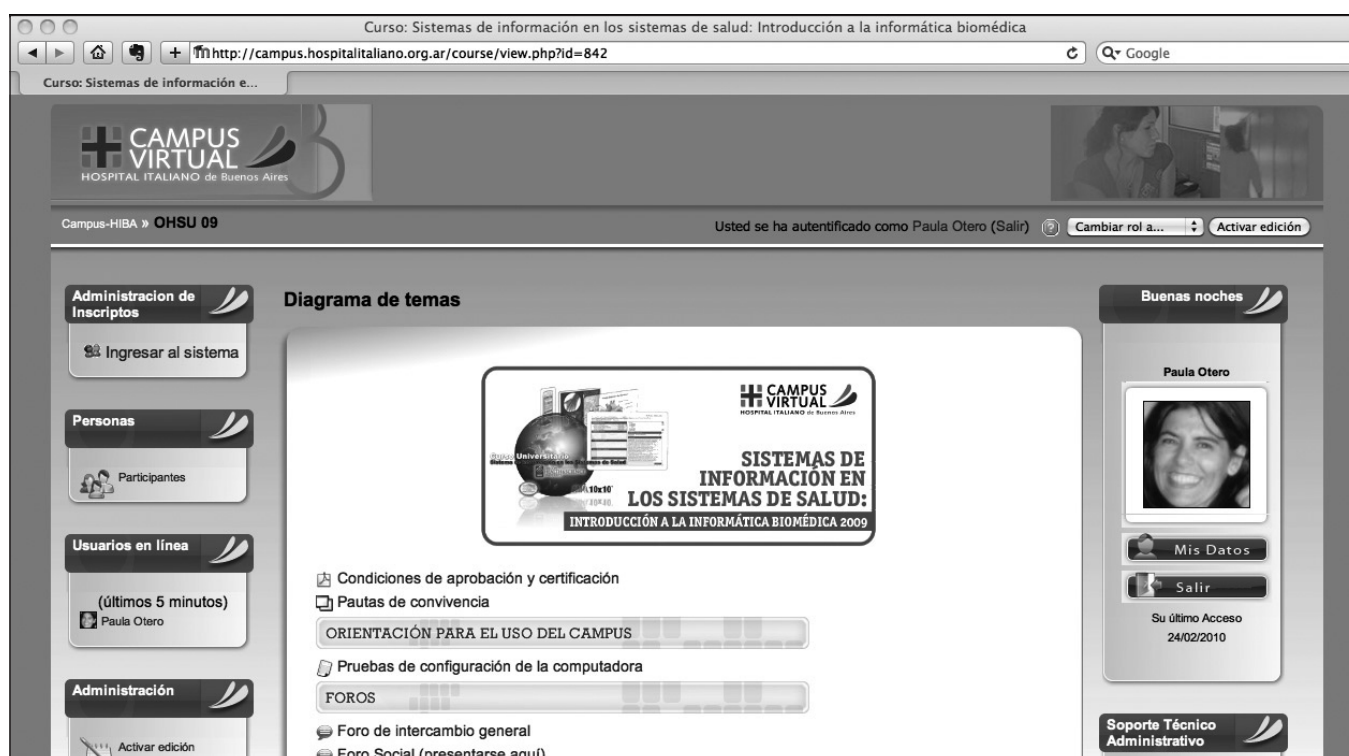 Curso: Sistemas de información en los sistemas de salud: Introducción a la informática biomédica
http://campus.hospitalitaliano.org.ar/course/view.php?id=842
Google
Curso: Sistemas de información e...
CAMPUS
VIRTUAL
HOSPITAL ITALIANO de Buenos Aires
Campus-HIBA » OHSU 09
Usted se ha autentificado como Paula Otero (Salir)
Cambiar rol a...
Activar edición
Administracion de
Inscriptos
Ingresar al sistema
Personas
Participantes
Usuarios en línea
(últimos 5 minutos)
Paula Otero
Administración
Activar edición
Diagrama de temas
CAMPUS
VIRTUAL
HOSPITAL ITALIANO de Buenos Aires
Curso Universitario
10x10
SISTEMAS DE
INFORMACIÓN EN
LOS SISTEMAS DE SALUD:
INTRODUCCIÓN A LA INFORMÁTICA BIOMÉDICA 2009
Condiciones de aprobación y certificación
Pautas de convivencia
ORIENTACIÓN PARA EL USO DEL CAMPUS
Pruebas de configuración de la computadora
FOROS
Foro de intercambio general
Foro Social (presentarse aquí)
Buenas noches
Paula Otero
Mis Datos
Salir
Su último Acceso
24/02/2010
Soporte Técnico
Administrativo